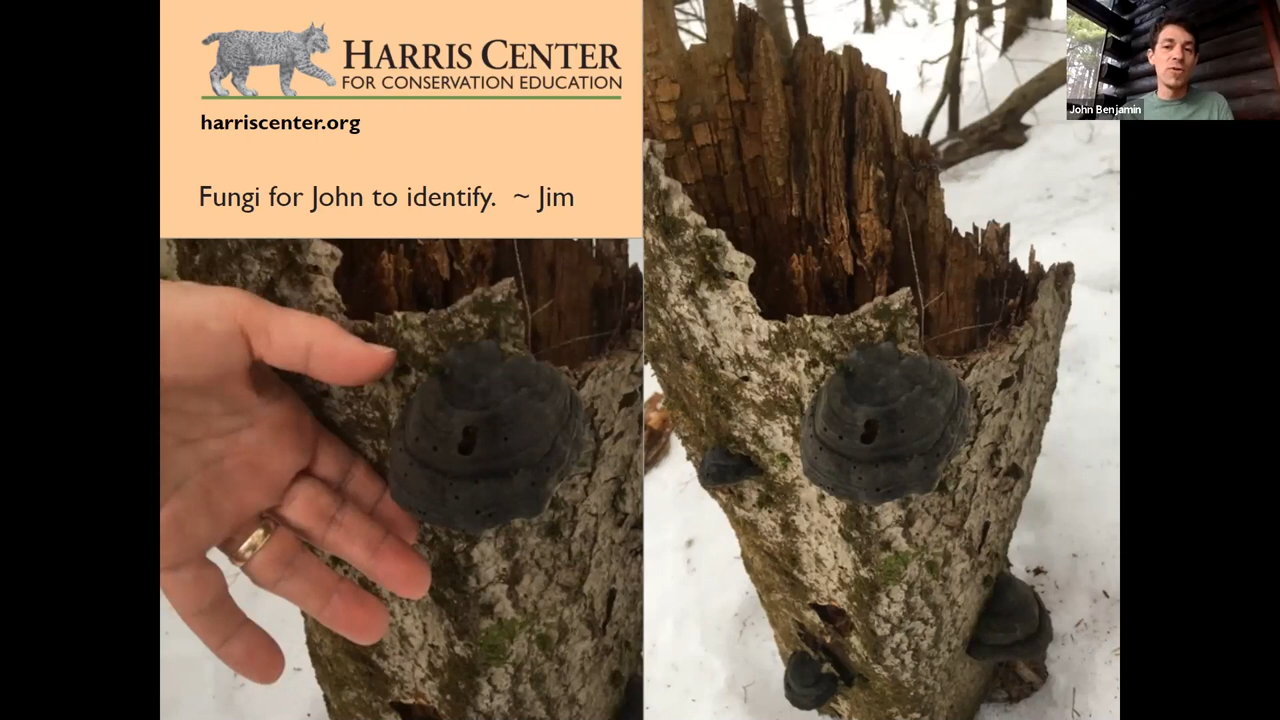 HARRIS CENTER
FOR CONSERVATION EDUCATION
harriscenter.org
Fungi for John to identify. ~ Jim
John Benjamin